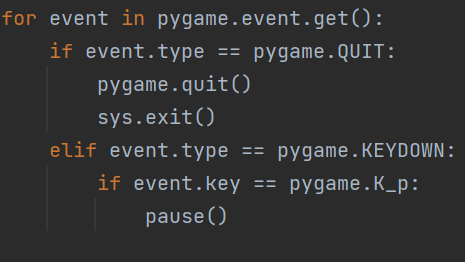 for event in pygame.event.get():
    if event.type == pygame.QUIT:
        pygame.quit()
        sys.exit()
    elif event.type == pygame.KEYDOWN:
        if event.key == pygame.K_p:
            pause()